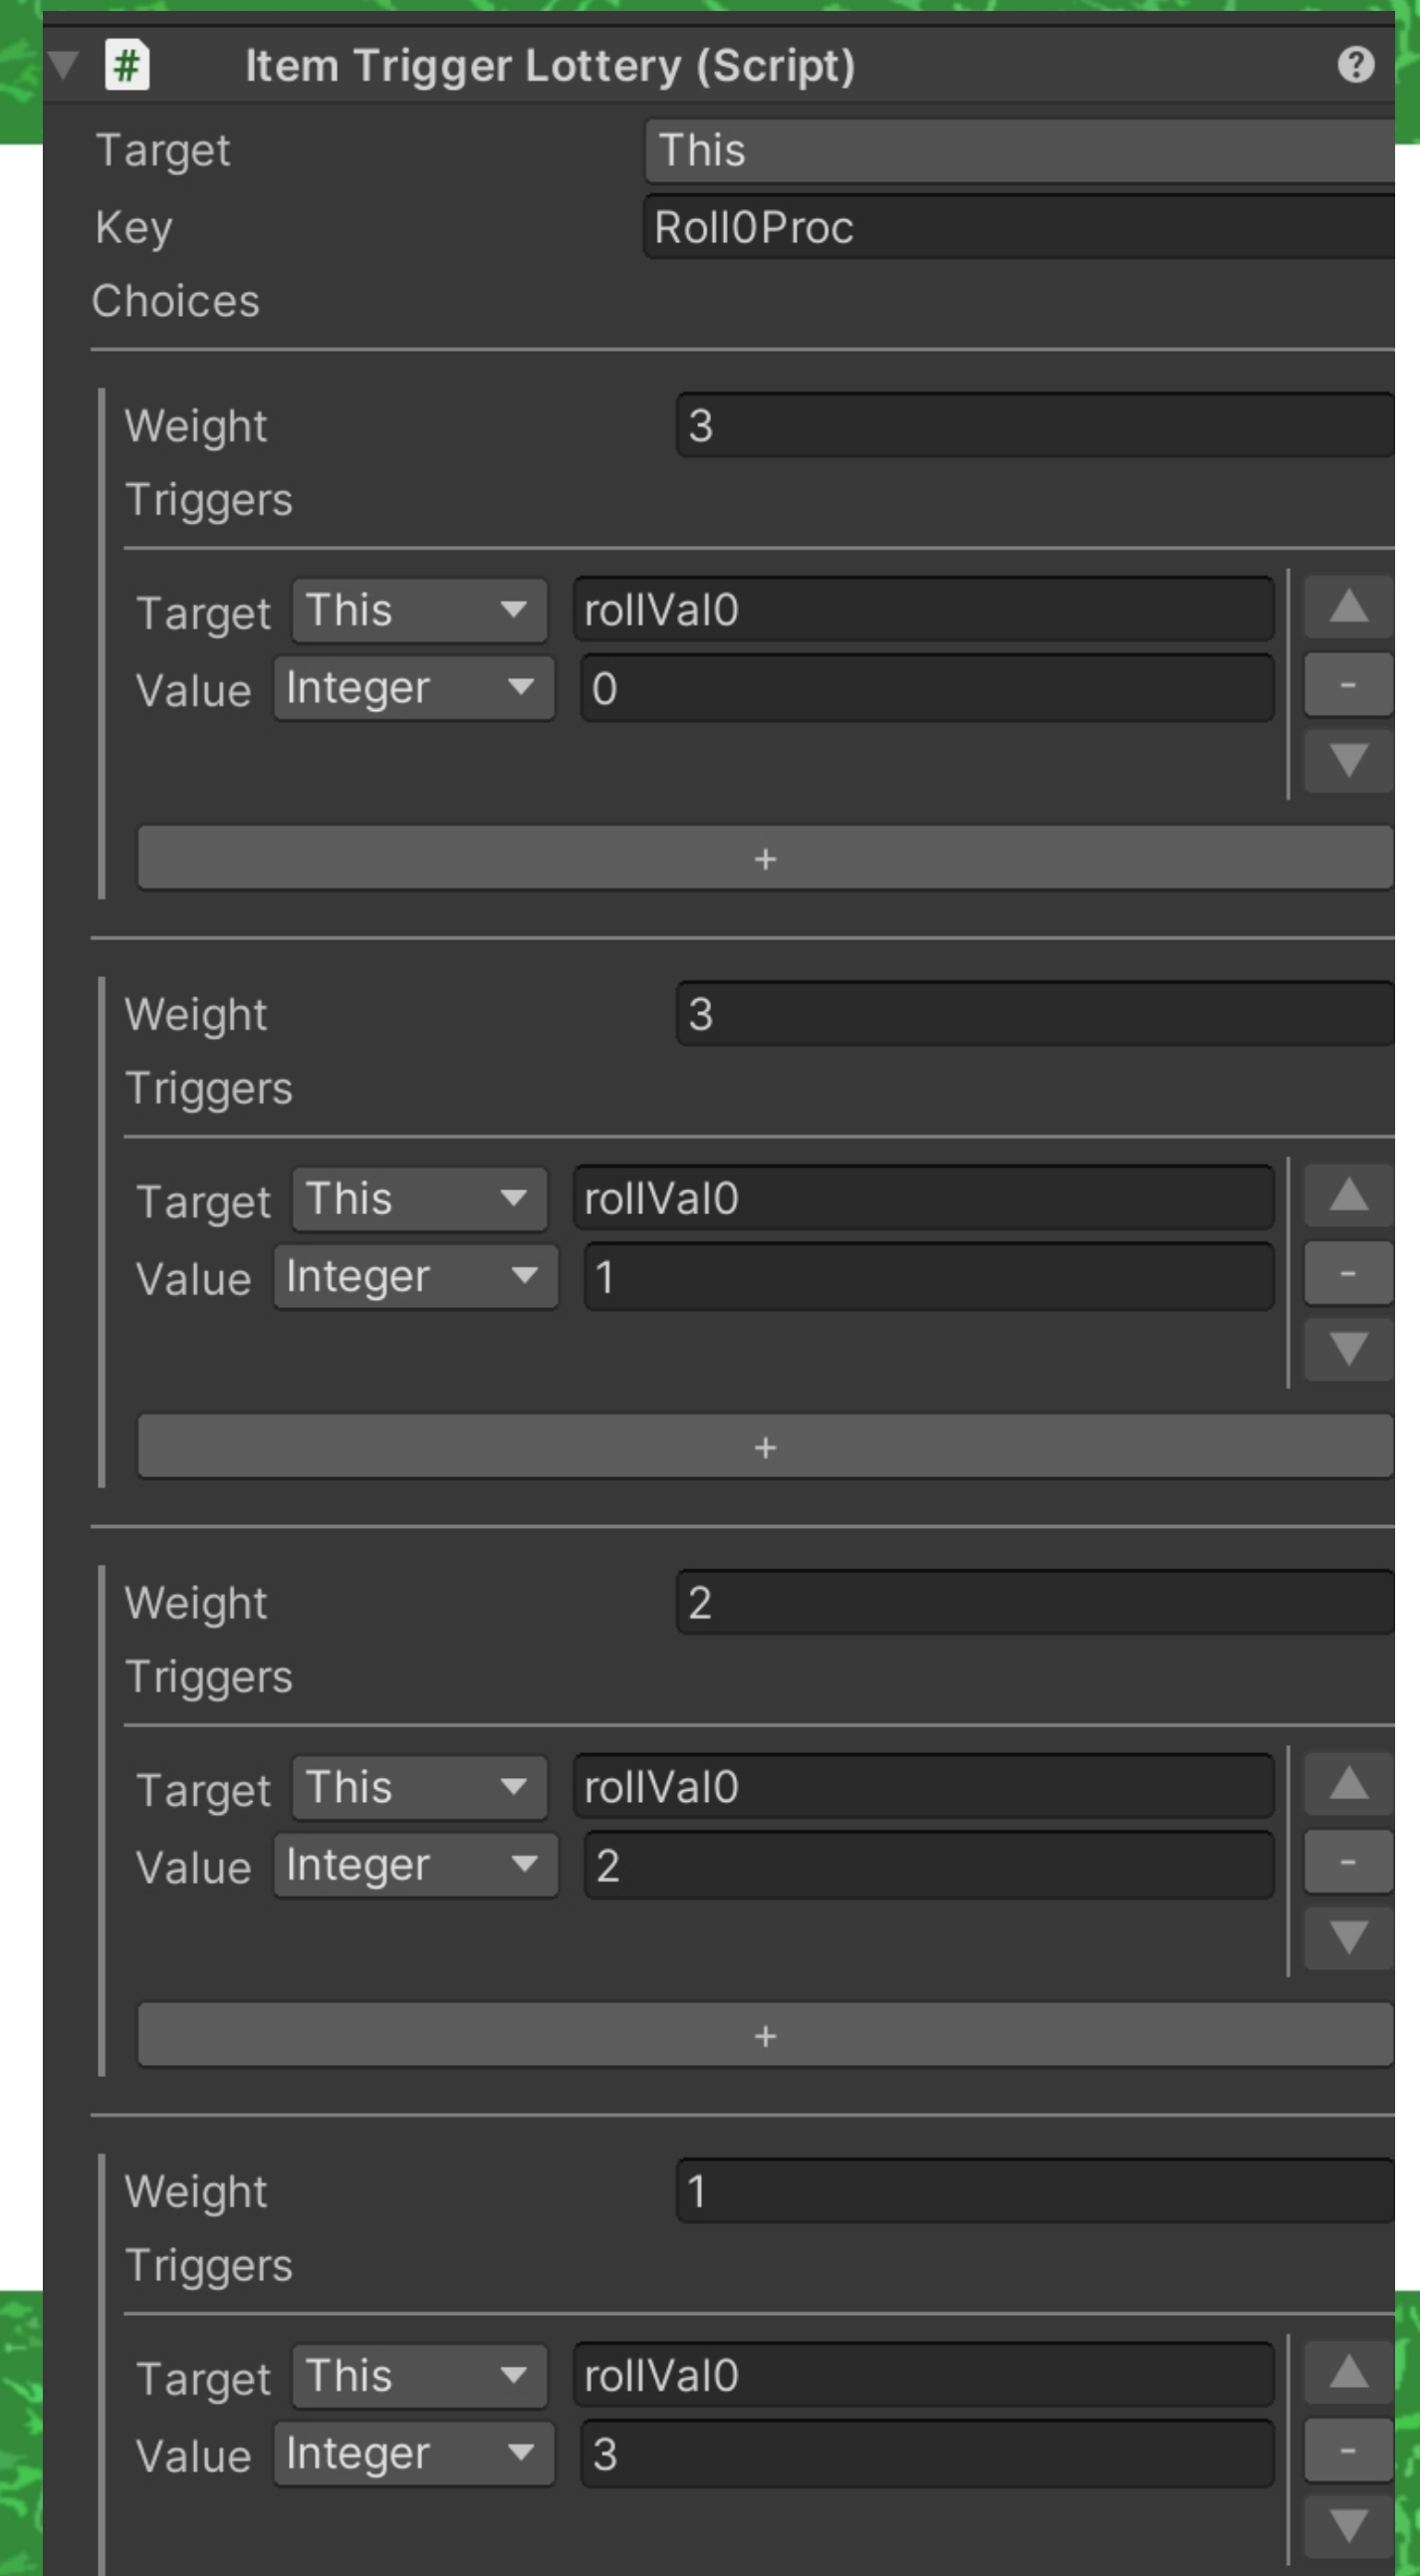 # Item Trigger Lottery (Script) ?
Target This
Key Roll0Proc
Choices
Weight 3
Triggers
Target This rollVal0
Value Integer 0
-
+
Weight 3
Triggers
Target This rollVal0
Value Integer 1
-
+
Weight 2
Triggers
Target This rollVal0
Value Integer 2
-
+
Weight 1
Triggers
Target This rollVal0
Value Integer 3
-